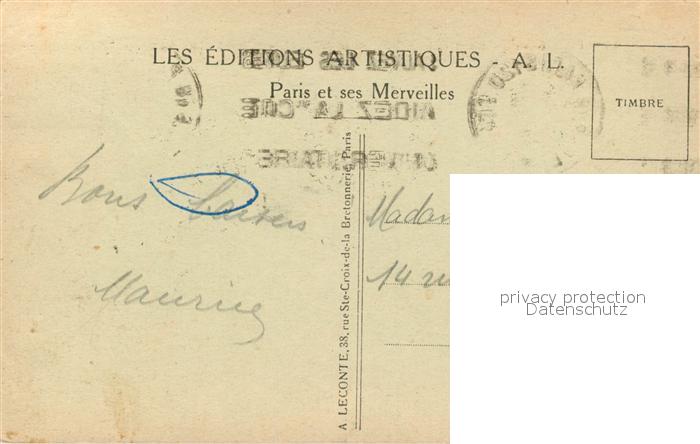 LES ÉDITIONS ARTISTIQUES - A. L.
Paris et ses Merveilles
TIMBRE
Bons baisers
Maurice
A LECONTE, 38, rue Ste-Croix-de-la Bretonnerie, Paris
Madam
14 ru
privacy protection
Datenschutz